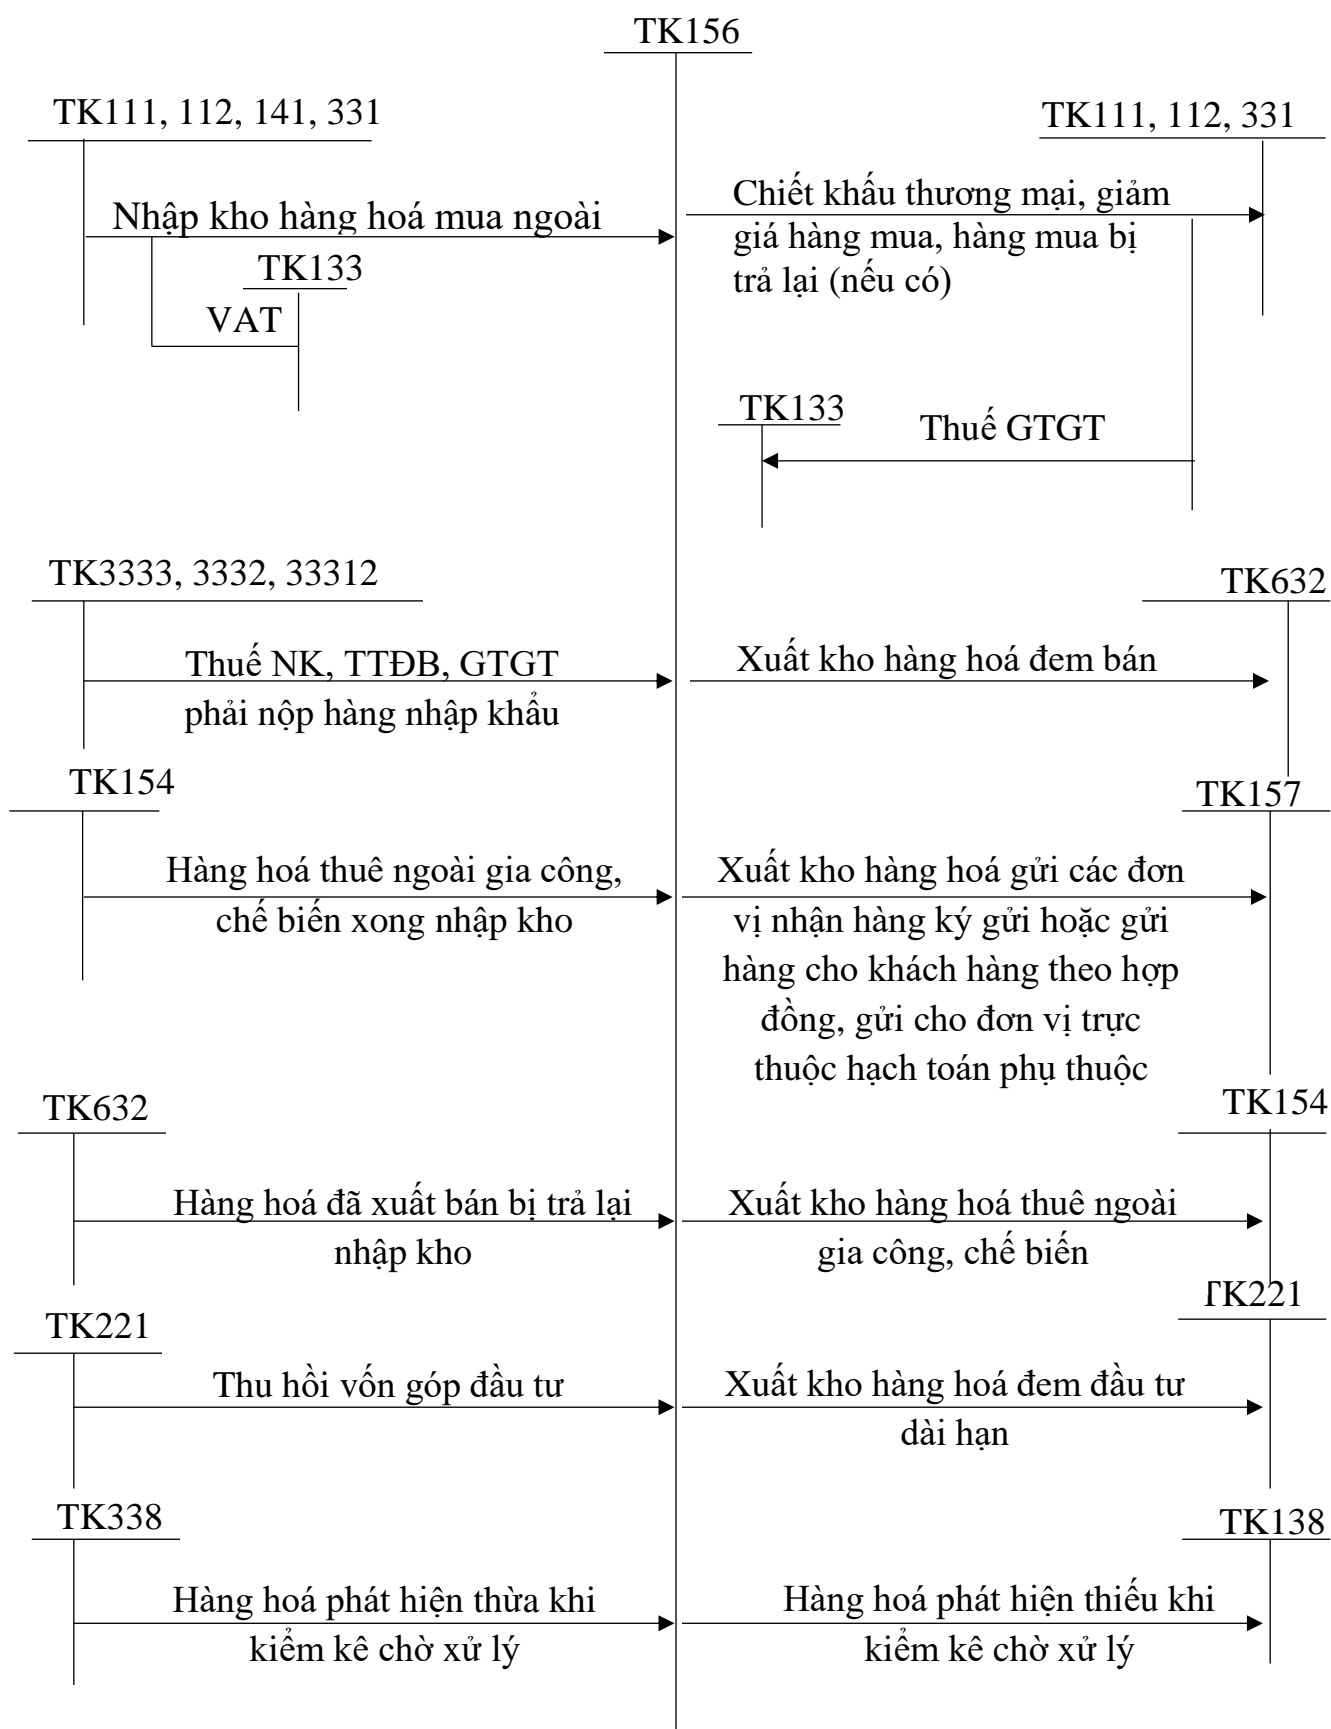 TK156
TK111, 112, 141, 331
TK111, 112, 331
Nhập kho hàng hoá mua ngoài
Chiết khấu thương mại, giảm
giá hàng mua, hàng mua bị
trả lại (nếu có)
TK133
VAT
TK133
Thuế GTGT
TK3333, 3332, 33312
TK632
Thuế NK, TTĐB, GTGT
phải nộp hàng nhập khẩu
Xuất kho hàng hoá đem bán
TK154
TK157
Hàng hoá thuê ngoài gia công,
chế biến xong nhập kho
Xuất kho hàng hoá gửi các đơn
vị nhận hàng ký gửi hoặc gửi
hàng cho khách hàng theo hợp
đồng, gửi cho đơn vị trực
thuộc hạch toán phụ thuộc
TK632
TK154
Hàng hoá đã xuất bán bị trả lại
nhập kho
Xuất kho hàng hoá thuê ngoài
gia công, chế biến
TK221
TK221
Thu hồi vốn góp đầu tư
Xuất kho hàng hoá đem đầu tư
dài hạn
TK338
TK138
Hàng hoá phát hiện thừa khi
kiểm kê chờ xử lý
Hàng hoá phát hiện thiếu khi
kiểm kê chờ xử lý